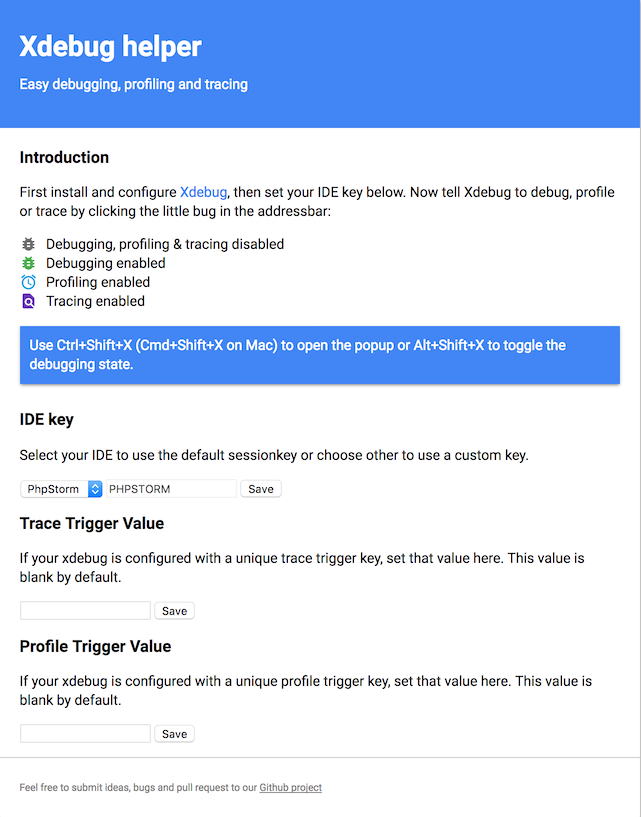 Xdebug helper
Easy debugging, profiling and tracing
Introduction
First install and configure Xdebug, then set your IDE key below. Now tell Xdebug to debug, profile
or trace by clicking the little bug in the addressbar:
Debugging, profiling & tracing disabled
Debugging enabled
Profiling enabled
Tracing enabled
Use Ctrl+Shift+X (Cmd+Shift+X on Mac) to open the popup or Alt+Shift+X to toggle the
debugging state.
IDE key
Select your IDE to use the default sessionkey or choose other to use a custom key.
PhpStorm PHPSTORM Save
Trace Trigger Value
If your xdebug is configured with a unique trace trigger key, set that value here. This value is
blank by default.
Save
Profile Trigger Value
If your xdebug is configured with a unique profile trigger key, set that value here. This value is
blank by default.
Save
Feel free to submit ideas, bugs and pull request to our Github project